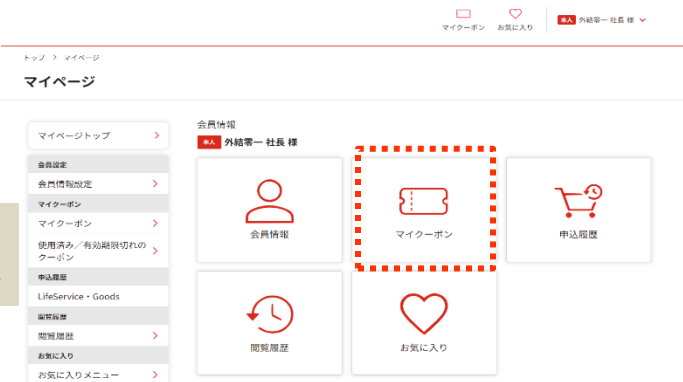 マイクーポン お気に入り 本人 外結零一 社長 様
トップ > マイページ
マイページ
会員情報
本人 外結零一 社長 様
マイページトップ
会員設定
会員情報設定
マイクーポン
マイクーポン
使用済み／有効期限切れの
クーポン
申込履歴
LifeService・Goods
閲覧履歴
閲覧履歴
お気に入り
お気に入りメニュー
会員情報 マイクーポン 申込履歴
閲覧履歴 お気に入り